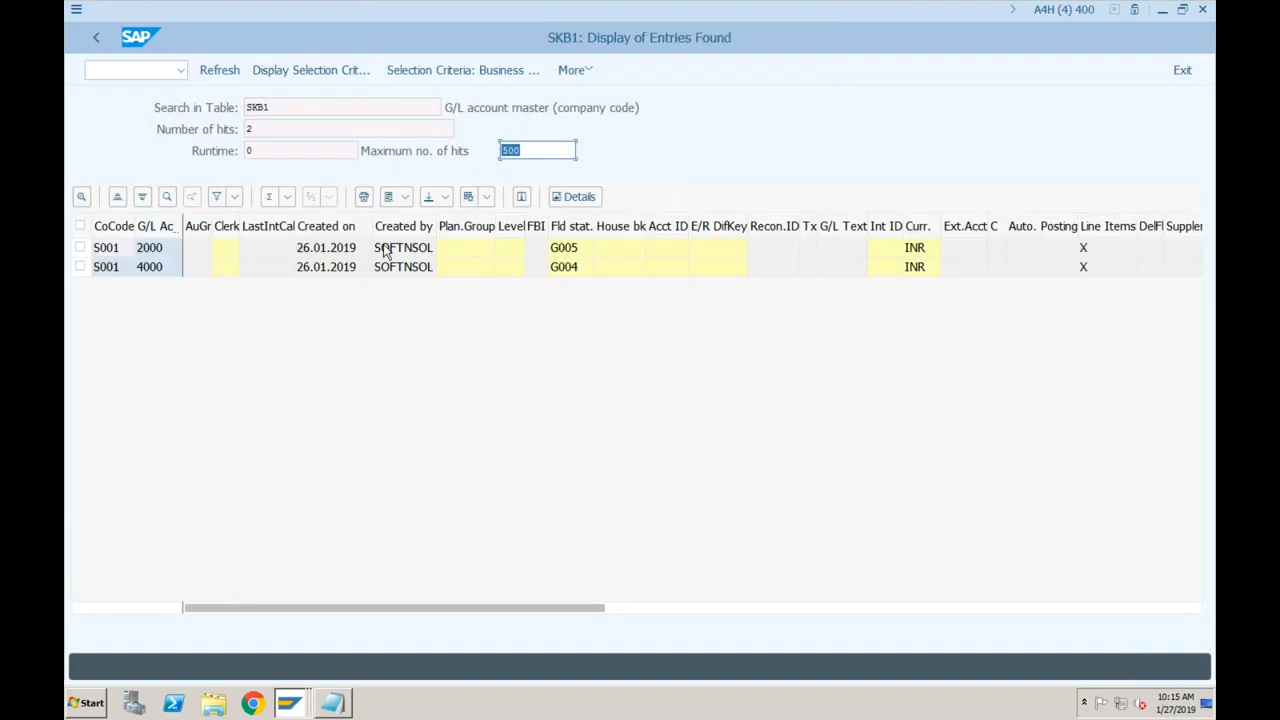 A4H (4) 400
SAP
SKB1: Display of Entries Found
Refresh Display Selection Crit... Selection Criteria: Business ... More Exit
Search in Table: SKB1 G/L account master (company code)
Number of hits: 2
Runtime: 0 Maximum no. of hits 500
Details
CoCode G/L Ac... AuGr Clerk LastIntCal Created on Created by Plan.Group Level FBI Fld stat. House bk Acct ID E/R DifKey Recon.ID Tx G/L Text Int ID Curr. Ext.Acct C Auto. Posting Line Items DelFl Supplen
S001 2000 26.01.2019 SOFTNSOL G005 INR X
S001 4000 26.01.2019 SOFTNSOL G004 INR X
Start
10:15 AM
1/27/2019